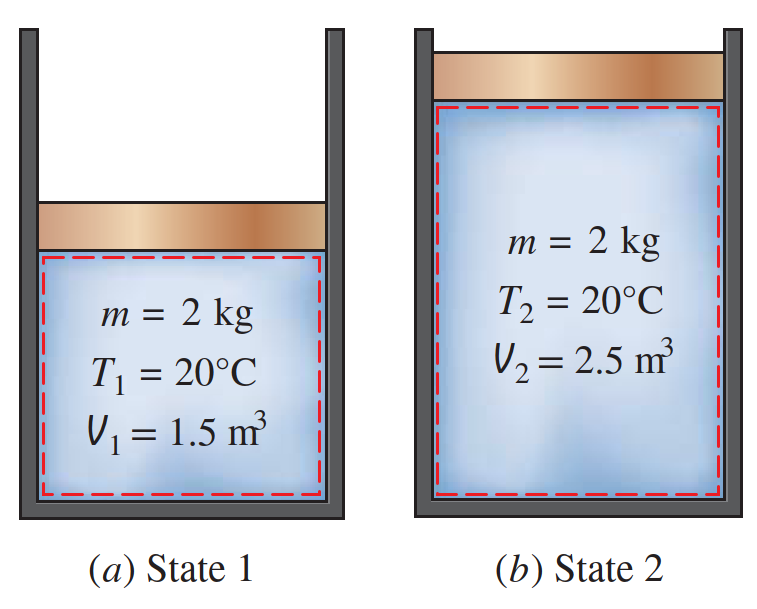 m = 2 kg
T₁ = 20°C
V₁ = 1.5 m³
(a) State 1
m = 2 kg
T₂ = 20°C
V₂ = 2.5 m³
(b) State 2